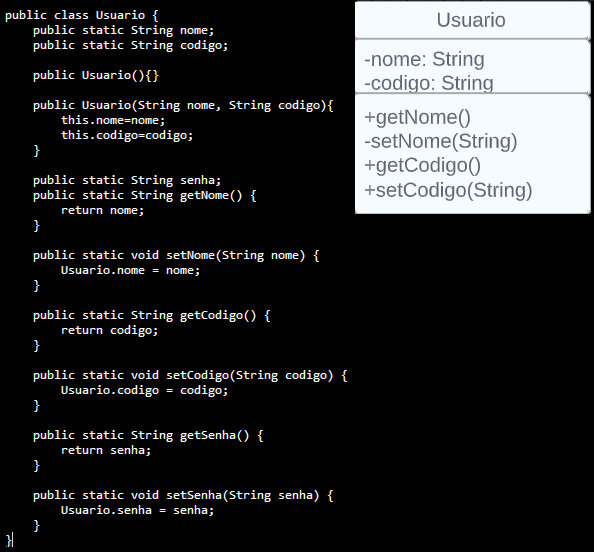 public class Usuario {
public static String nome;
public static String codigo;
public Usuario(){}
public Usuario(String nome, String codigo){
this.nome=nome;
this.codigo=codigo;
}
public static String senha;
public static String getNome() {
return nome;
}
public static void setNome(String nome) {
Usuario.nome = nome;
}
public static String getCodigo() {
return codigo;
}
public static void setCodigo(String codigo) {
Usuario.codigo = codigo;
}
public static String getSenha() {
return senha;
}
public static void setSenha(String senha) {
Usuario.senha = senha;
}
}
Usuario
-nome: String
-codigo: String
+getNome()
-setNome(String)
+getCodigo()
+setCodigo(String)